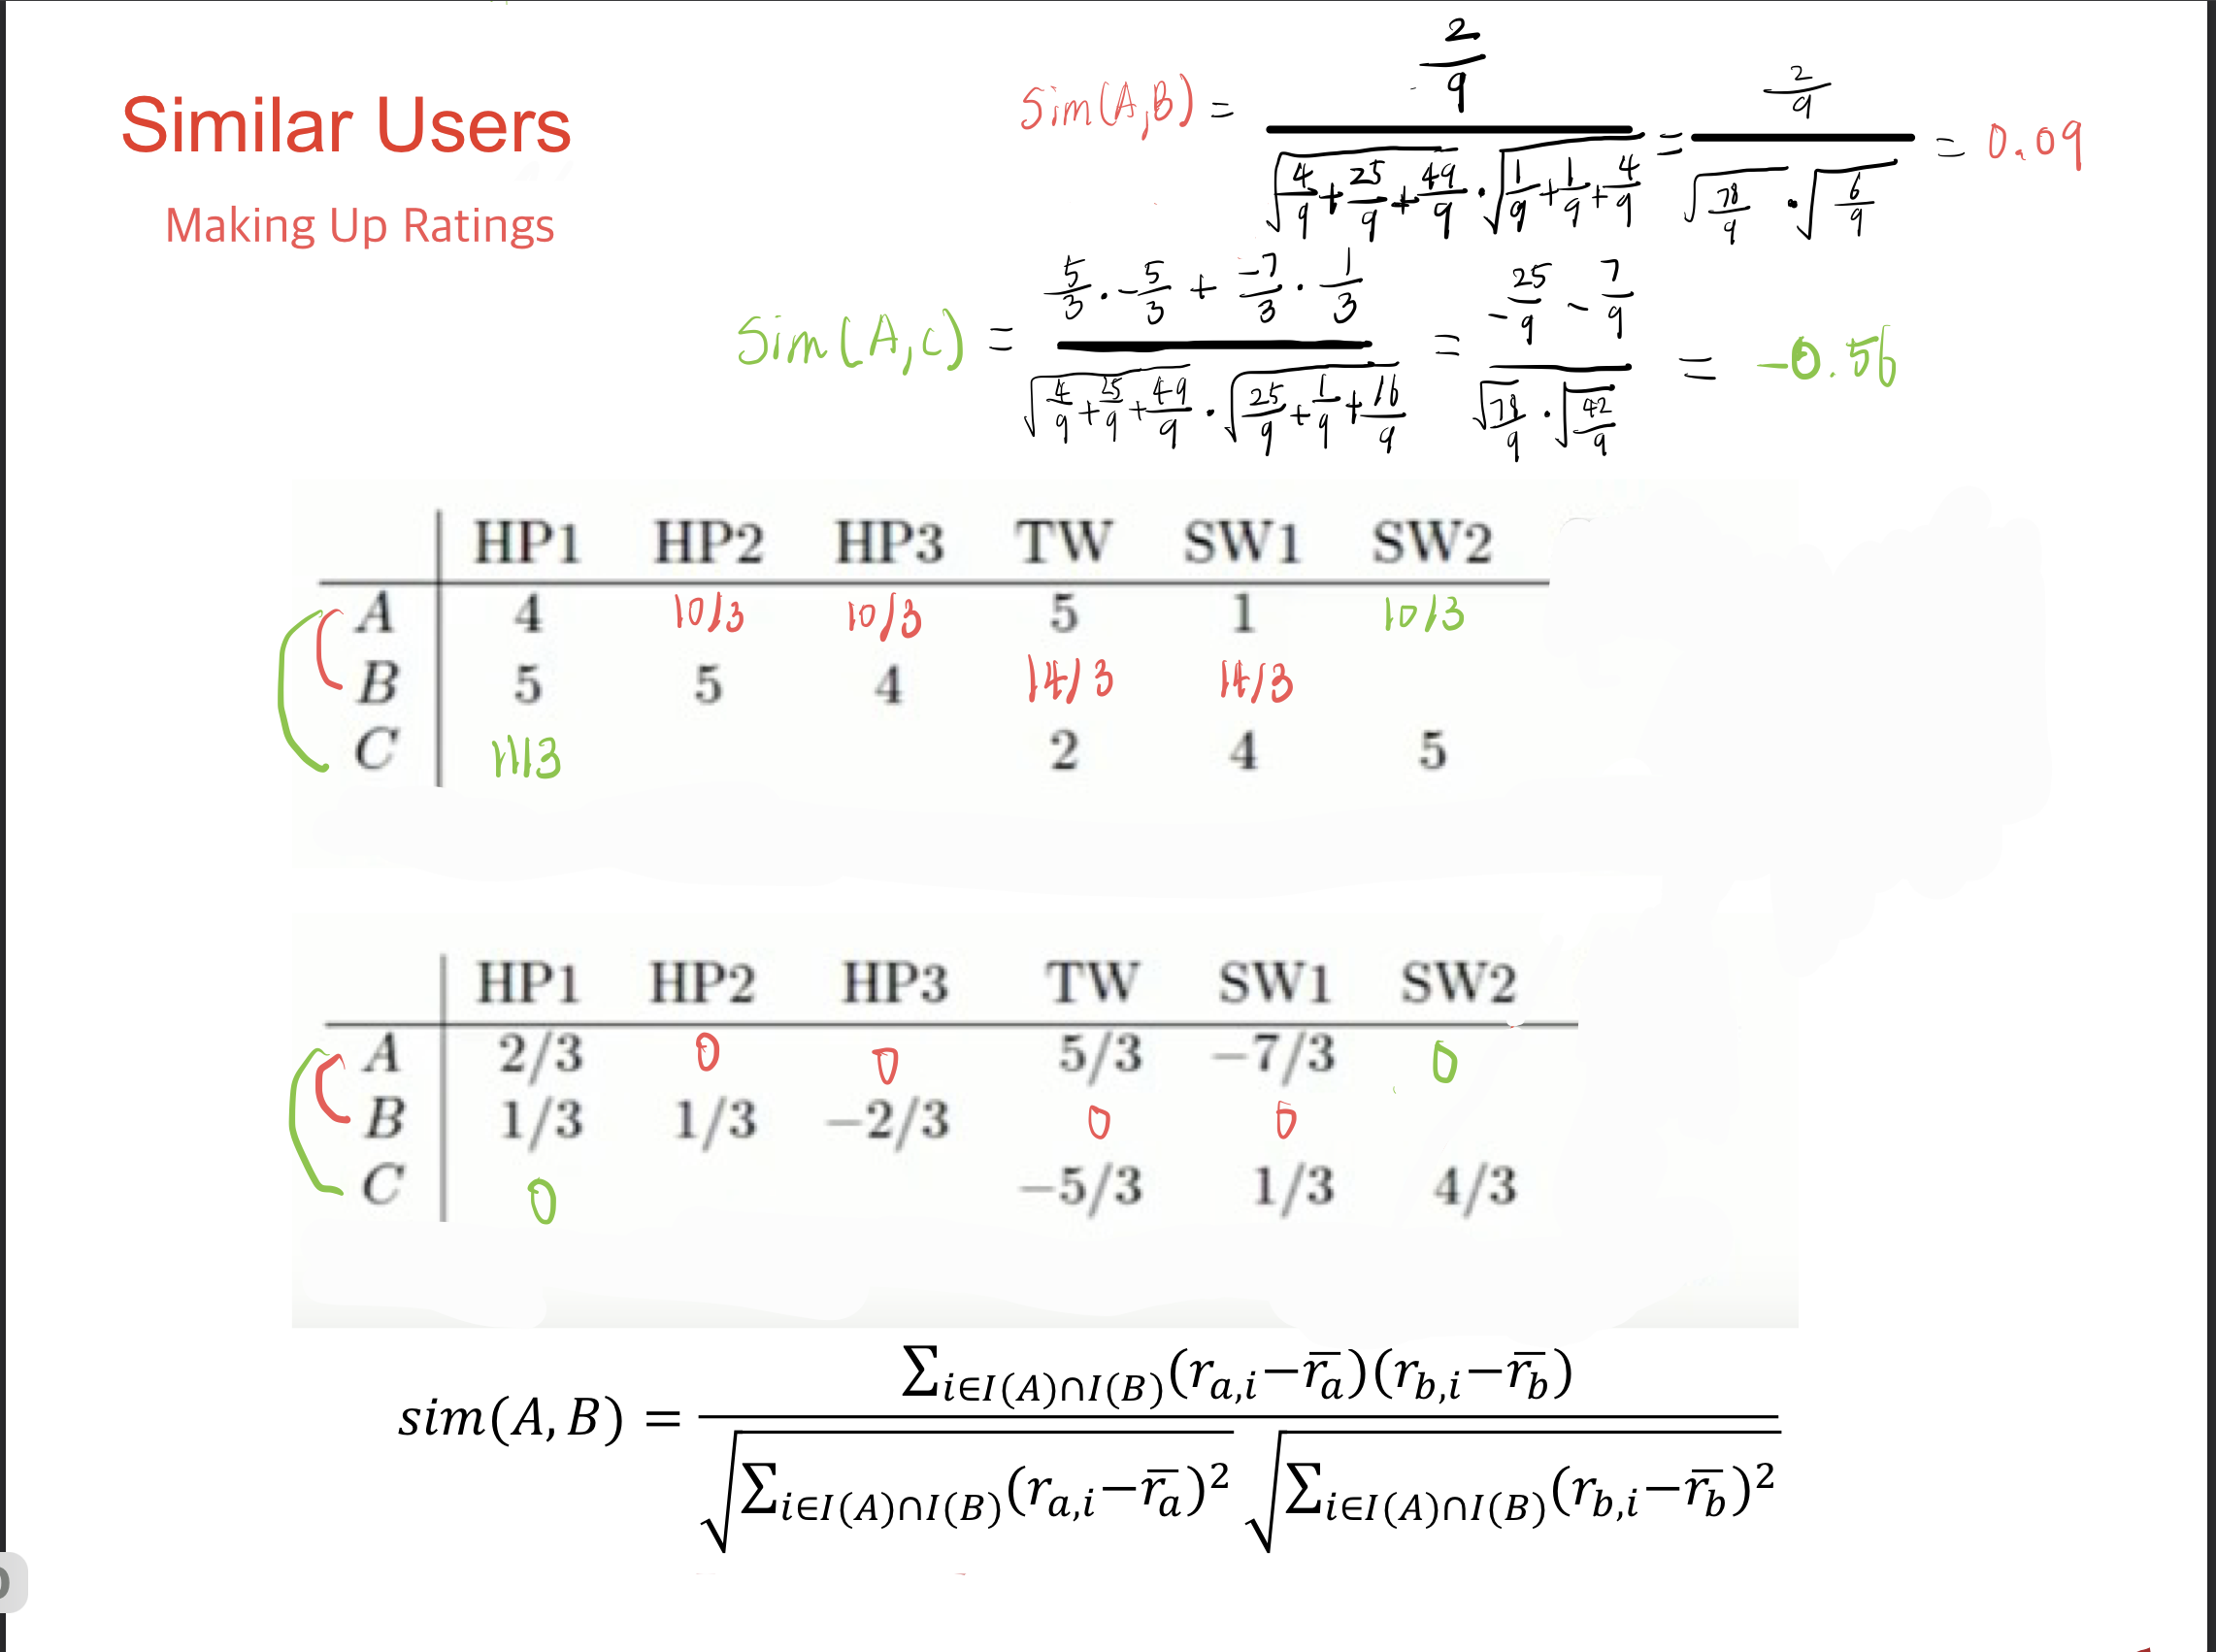 Similar Users
Making Up Ratings
Sim(A,B) = 2/9 / √(4/9 + 25/9 + 49/9) · √(1/9 + 1/9 + 4/9) = 2/9 / √(78/9) · √(6/9) = 0.09
Sim(A,C) = 5/3 · -5/3 + -7/3 · 1/3 / √(4/9 + 25/9 + 49/9) · √(25/9 + 1/9 + 16/9) = -25/9 - 7/9 / √(78/9) · √(42/9) = -0.56
HP1 HP2 HP3 TW SW1 SW2
A 4 10/3 10/3 5 1 10/3
B 5 5 4 14/3 14/3
C 11/3 2 4 5
HP1 HP2 HP3 TW SW1 SW2
A 2/3 0 0 5/3 −7/3 0
B 1/3 1/3 −2/3 0 0
C 0 −5/3 1/3 4/3
sim(A, B) = ∑i∈I(A)∩I(B)(ra,i−r̅a)(rb,i−r̅b) / √∑i∈I(A)∩I(B)(ra,i−r̅a)² √∑i∈I(A)∩I(B)(rb,i−r̅b)²